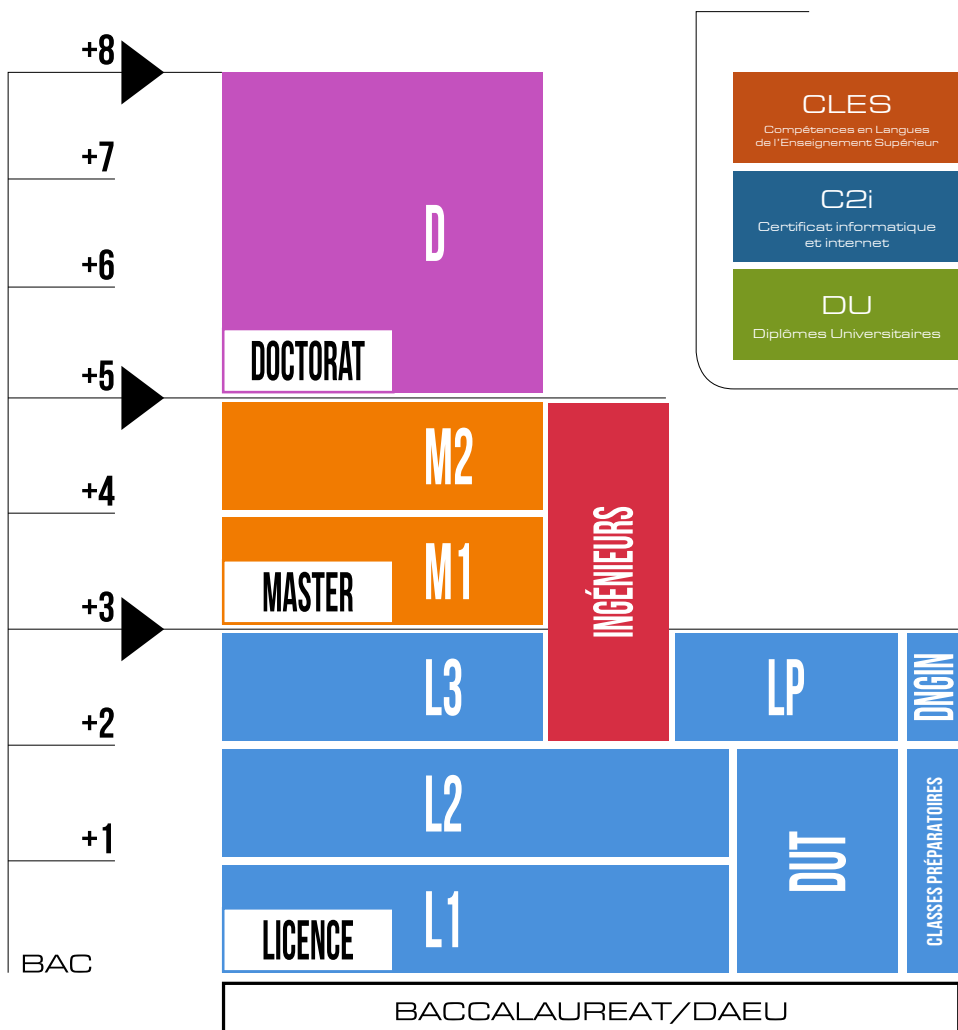 +8
CLES
Compétences en Langues
de l'Enseignement Supérieur
+7
C2i
Certificat informatique
et internet
D
+6
DU
Diplômes Universitaires
DOCTORAT
+5
M2
+4
INGÉNIEURS
M1
MASTER
+3
L3
LP
DNGIN
+2
L2
+1
DUT
CLASSES PRÉPARATOIRES
L1
LICENCE
BAC
BACCALAUREAT/DAEU